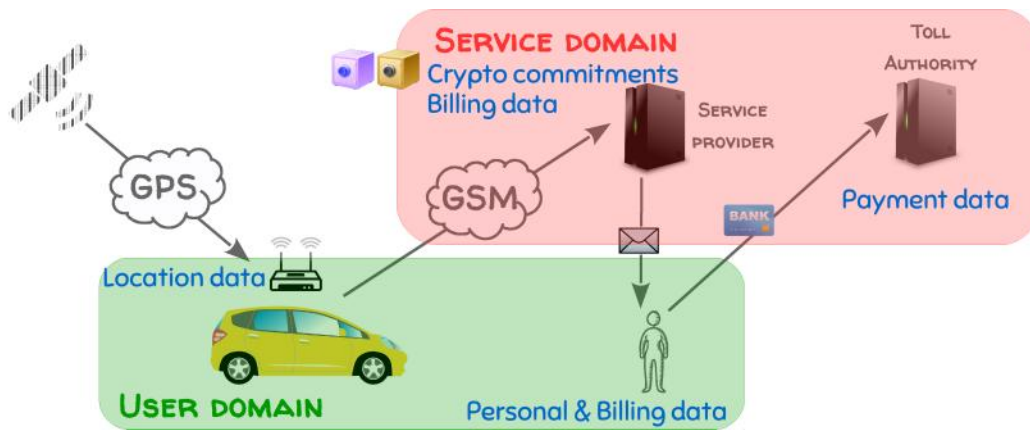 SERVICE DOMAIN
Crypto commitments
Billing data
TOLL
AUTHORITY
SERVICE
PROVIDER
GPS
GSM
BANK
Payment data
Location data
USER DOMAIN
Personal & Billing data